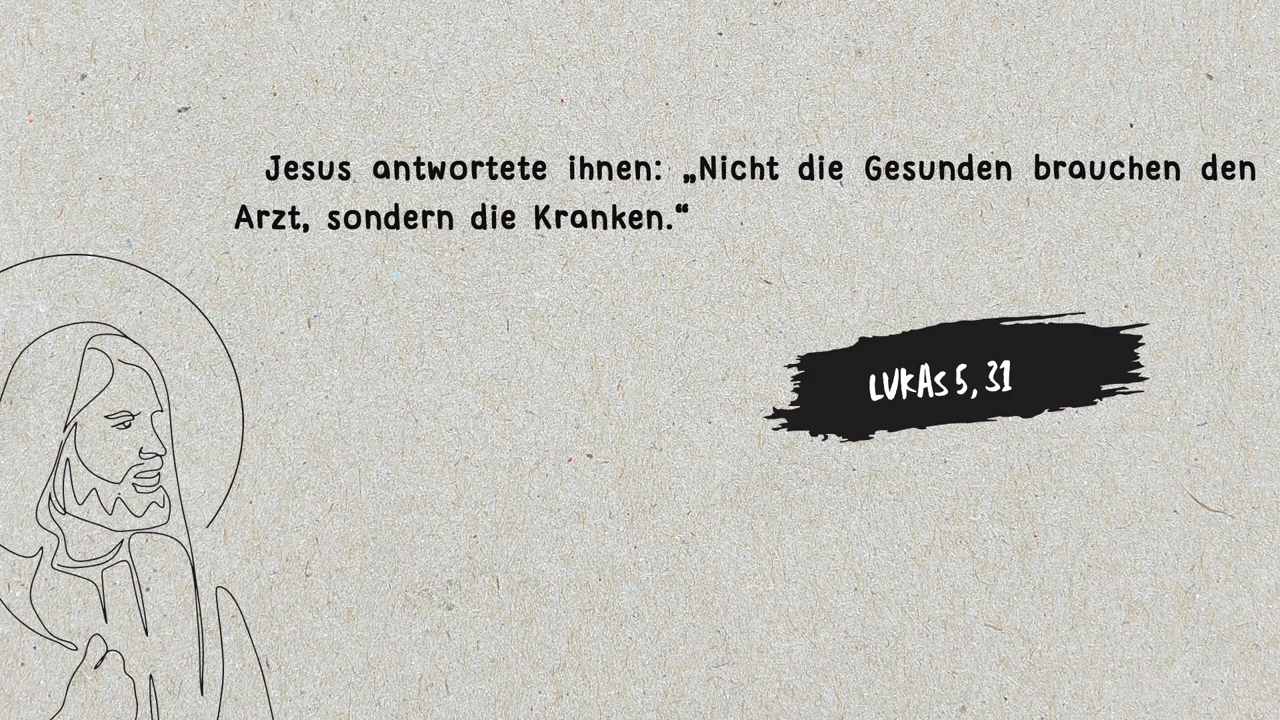 Jesus antwortete ihnen: „Nicht die Gesunden brauchen den
Arzt, sondern die Kranken.“
LUKAS 5, 31